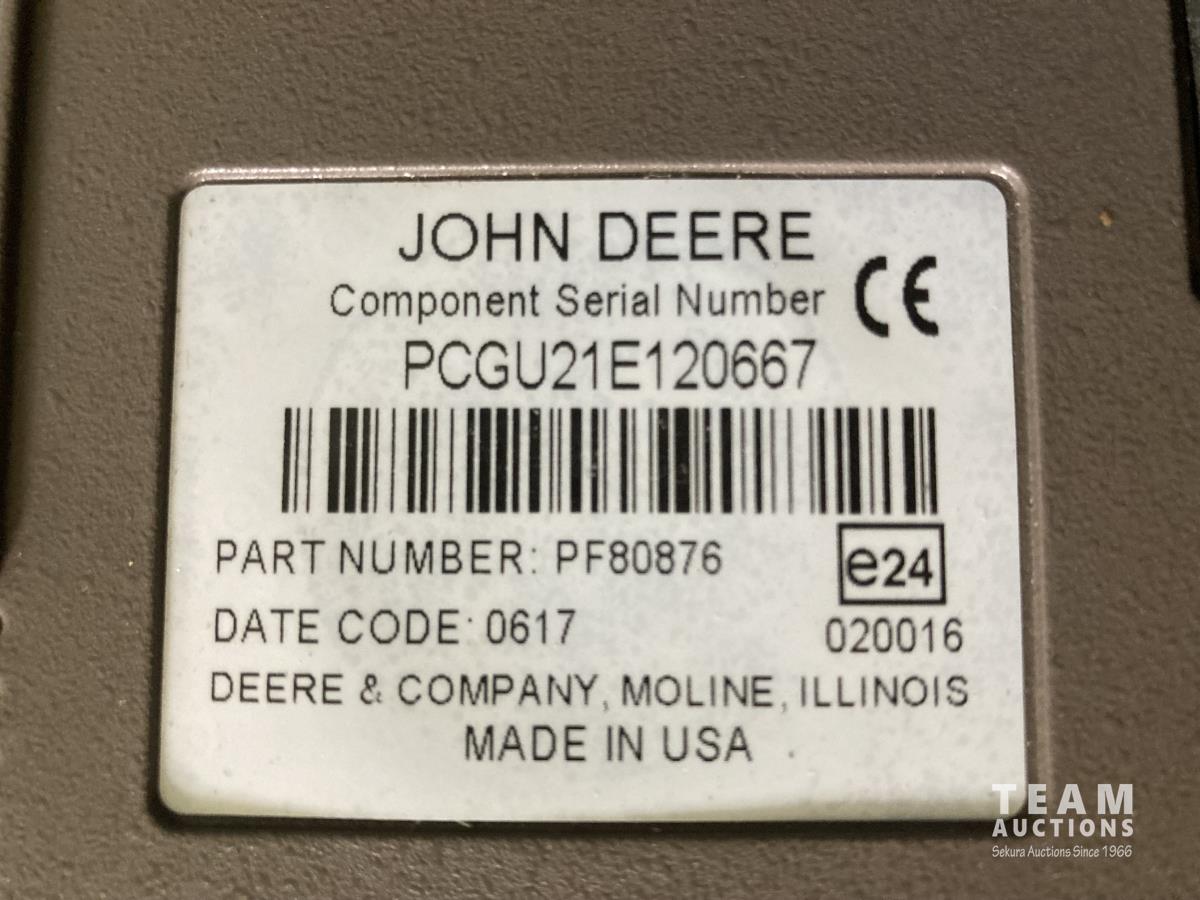 JOHN DEERE
Component Serial Number
CE
PCGU21E120667
PART NUMBER: PF80876
e24
DATE CODE: 0617
020016
DEERE & COMPANY, MOLINE, ILLINOIS
MADE IN USA
TEAM
AUCTIONS
Sekura Auctions Since 1966